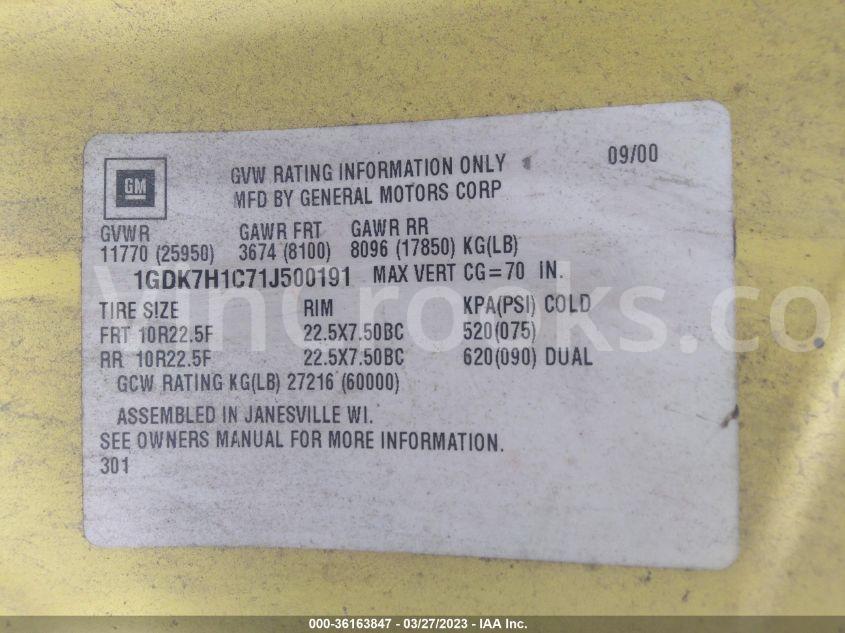 GM
GVW RATING INFORMATION ONLY
09/00
MFD BY GENERAL MOTORS CORP
GVWR GAWR FRT GAWR RR
11770 (25950) 3674 (8100) 8096 (17850) KG(LB)
1GDK7H1C71J500191 MAX VERT CG=70 IN.
VinCrooks.com
TIRE SIZE RIM KPA(PSI) COLD
FRT 10R22.5F 22.5X7.50BC 520(075)
RR 10R22.5F 22.5X7.50BC 620(090) DUAL
GCW RATING KG(LB) 27216 (60000)
ASSEMBLED IN JANESVILLE WI.
SEE OWNERS MANUAL FOR MORE INFORMATION.
301
000-36163847 - 03/27/2023 - IAA Inc.